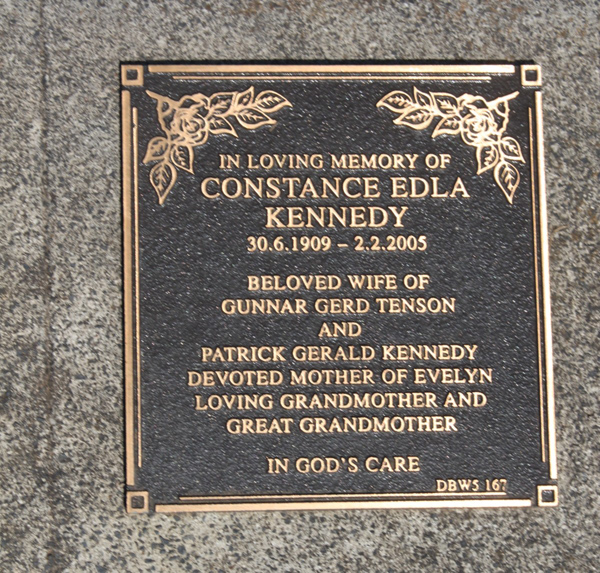 IN LOVING MEMORY OF
CONSTANCE EDLA
KENNEDY
30.6.1909 – 2.2.2005
BELOVED WIFE OF
GUNNAR GERD TENSON
AND
PATRICK GERALD KENNEDY
DEVOTED MOTHER OF EVELYN
LOVING GRANDMOTHER AND
GREAT GRANDMOTHER
IN GOD'S CARE
DBW5 167